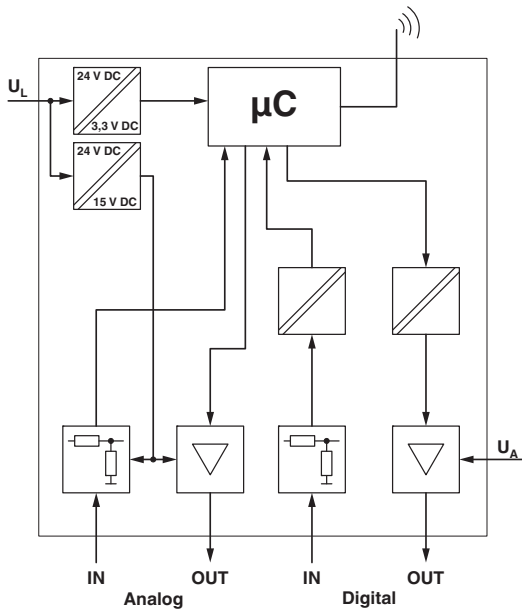 U_L
24 V DC
3,3 V DC
µC
24 V DC
15 V DC
U_A
IN OUT IN OUT
Analog Digital